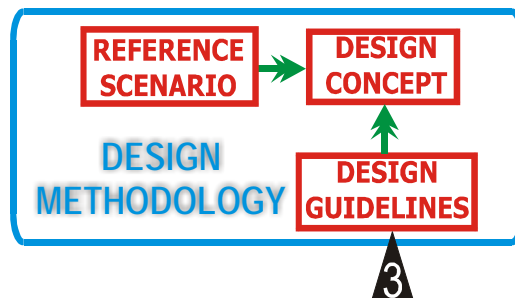 REFERENCE
SCENARIO
DESIGN
CONCEPT
DESIGN
METHODOLOGY
DESIGN
GUIDELINES
3